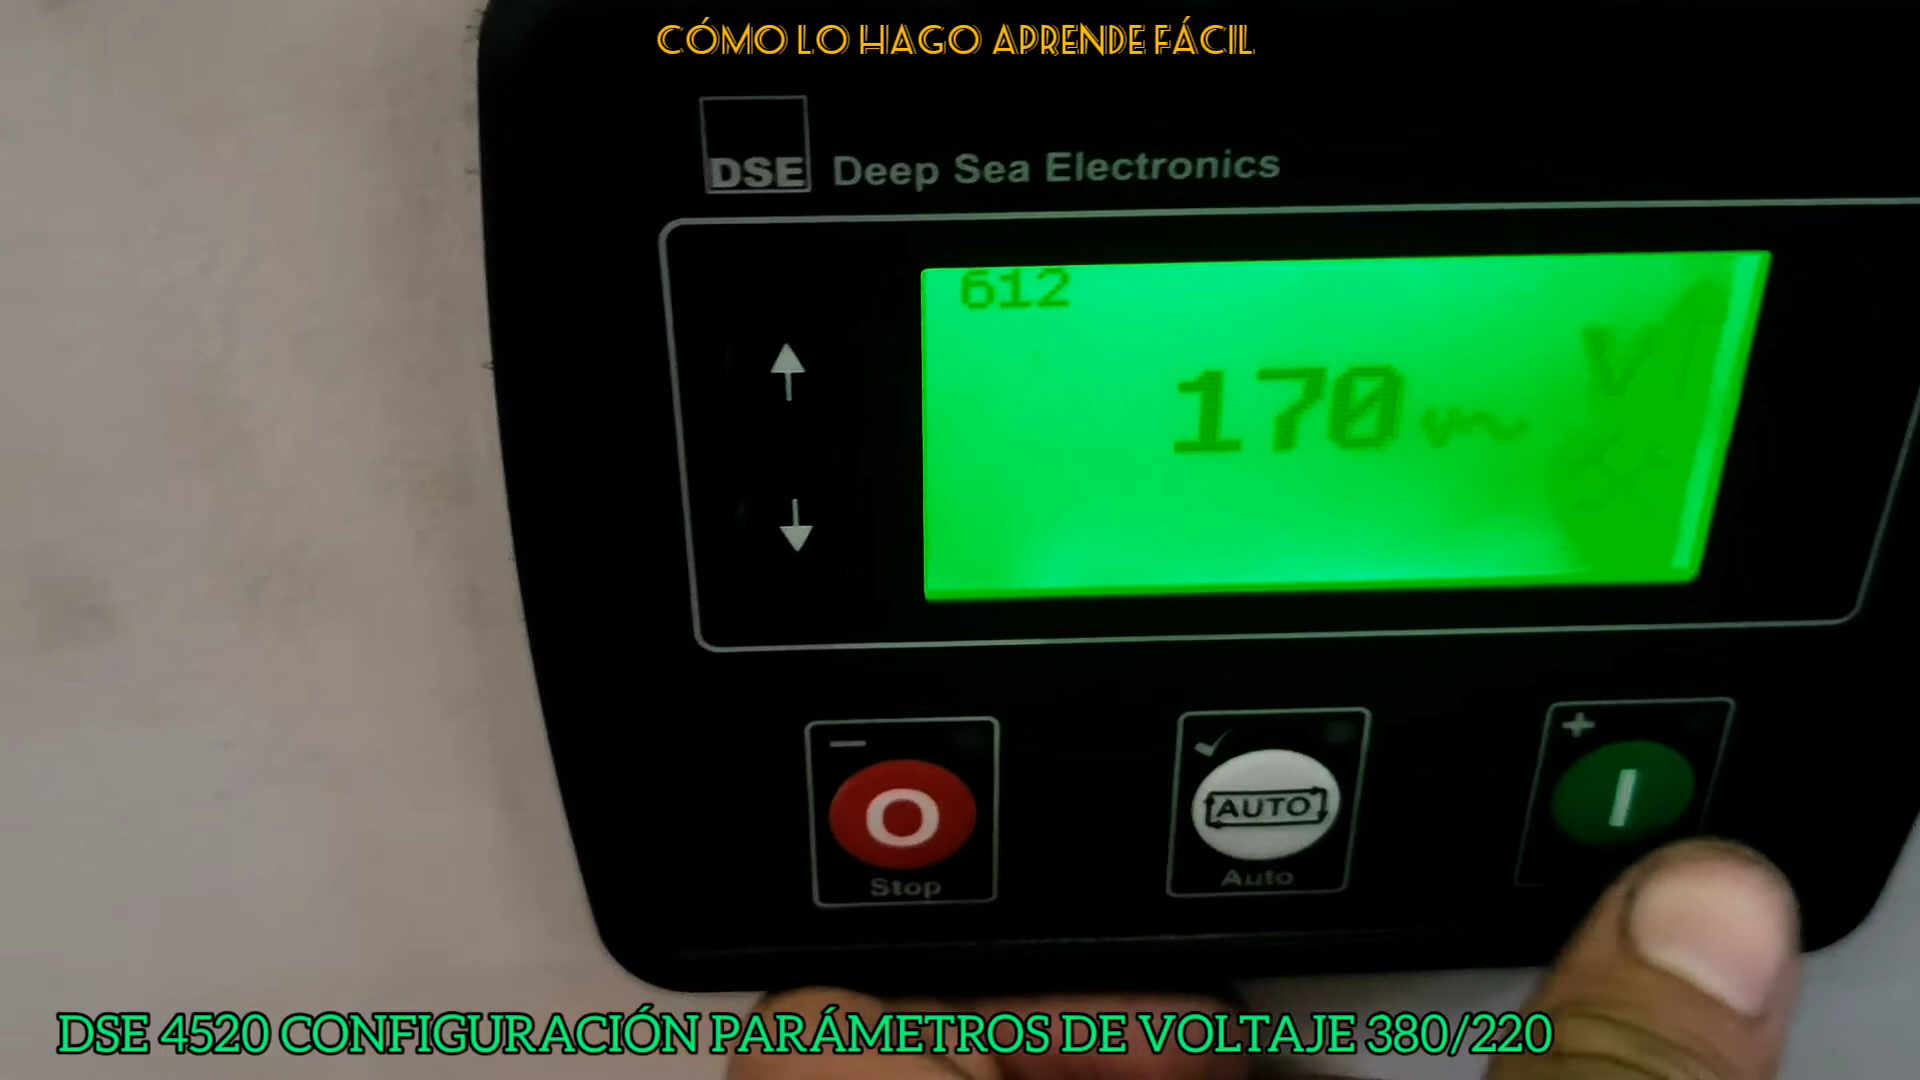 CÓMO LO HAGO APRENDE FÁCIL
DSE Deep Sea Electronics
612
170 V~
AUTO
Stop
Auto
DSE 4520 CONFIGURACIÓN PARÁMETROS DE VOLTAJE 380/220